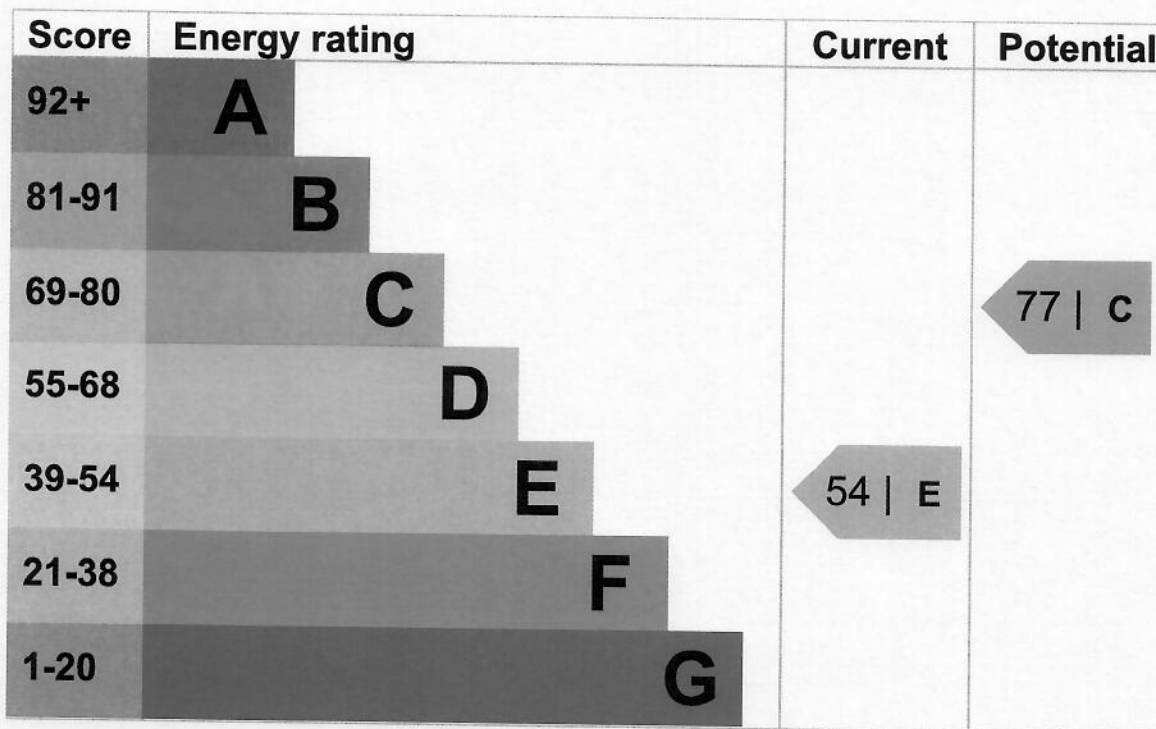 Score Energy rating Current Potential
92+ A
81-91 B
69-80 C 77 | C
55-68 D
39-54 E 54 | E
21-38 F
1-20 G